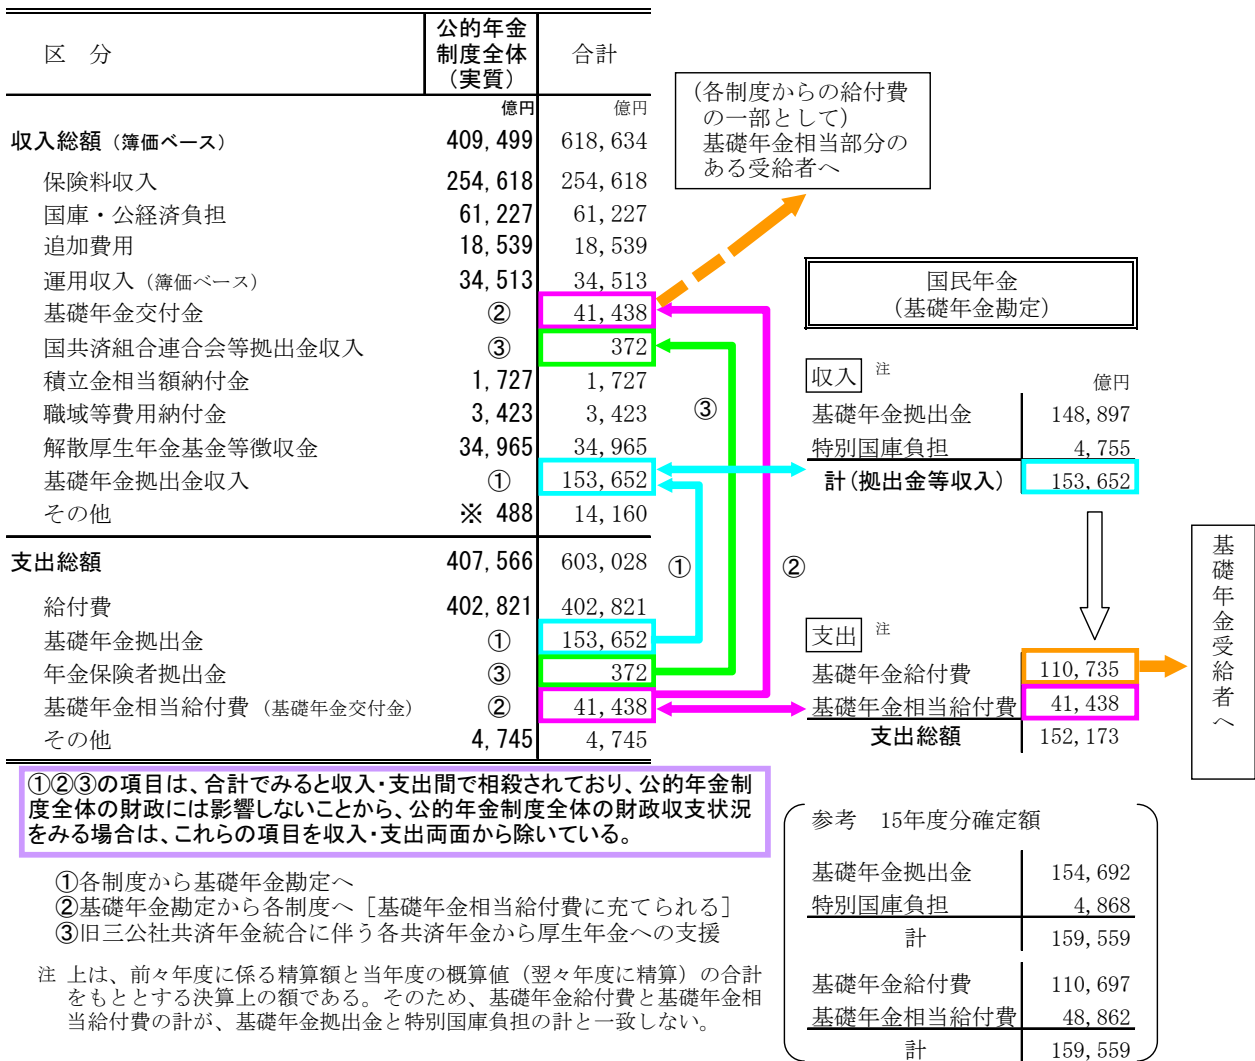 区　分　公的年金制度全体（実質）　合計
億円　億円
収入総額（簿価ベース）　409,499　618,634
保険料収入　254,618　254,618
国庫・公経済負担　61,227　61,227
追加費用　18,539　18,539
運用収入（簿価ベース）　34,513　34,513
基礎年金交付金　②　41,438
国共済組合連合会等拠出金収入　③　372
積立金相当額納付金　1,727　1,727
職域等費用納付金　3,423　3,423
解散厚生年金基金等徴収金　34,965　34,965
基礎年金拠出金収入　①　153,652
その他　※ 488　14,160
支出総額　407,566　603,028
給付費　402,821　402,821
基礎年金拠出金　①　153,652
年金保険者拠出金　③　372
基礎年金相当給付費（基礎年金交付金）　②　41,438
その他　4,745　4,745
③
①
②
（各制度からの給付費
の一部として）
基礎年金相当部分の
ある受給者へ
国民年金
（基礎年金勘定）
収入　注
億円
基礎年金拠出金　148,897
特別国庫負担　4,755
計（拠出金等収入）　153,652
支出　注
基礎年金給付費　110,735
基礎年金相当給付費　41,438
支出総額　152,173
基礎年金受給者へ
①②③の項目は、合計でみると収入・支出間で相殺されており、公的年金制
度全体の財政には影響しないことから、公的年金制度全体の財政収支状況
をみる場合は、これらの項目を収入・支出両面から除いている。
①各制度から基礎年金勘定へ
②基礎年金勘定から各制度へ［基礎年金相当給付費に充てられる］
③旧三公社共済年金統合に伴う各共済年金から厚生年金への支援
注　上は、前々年度に係る精算額と当年度の概算値（翌々年度に精算）の合計
をもととする決算上の額である。そのため、基礎年金給付費と基礎年金相
当給付費の計が、基礎年金拠出金と特別国庫負担の計と一致しない。
参考　15年度分確定額
基礎年金拠出金　154,692
特別国庫負担　4,868
計　159,559
基礎年金給付費　110,697
基礎年金相当給付費　48,862
計　159,559